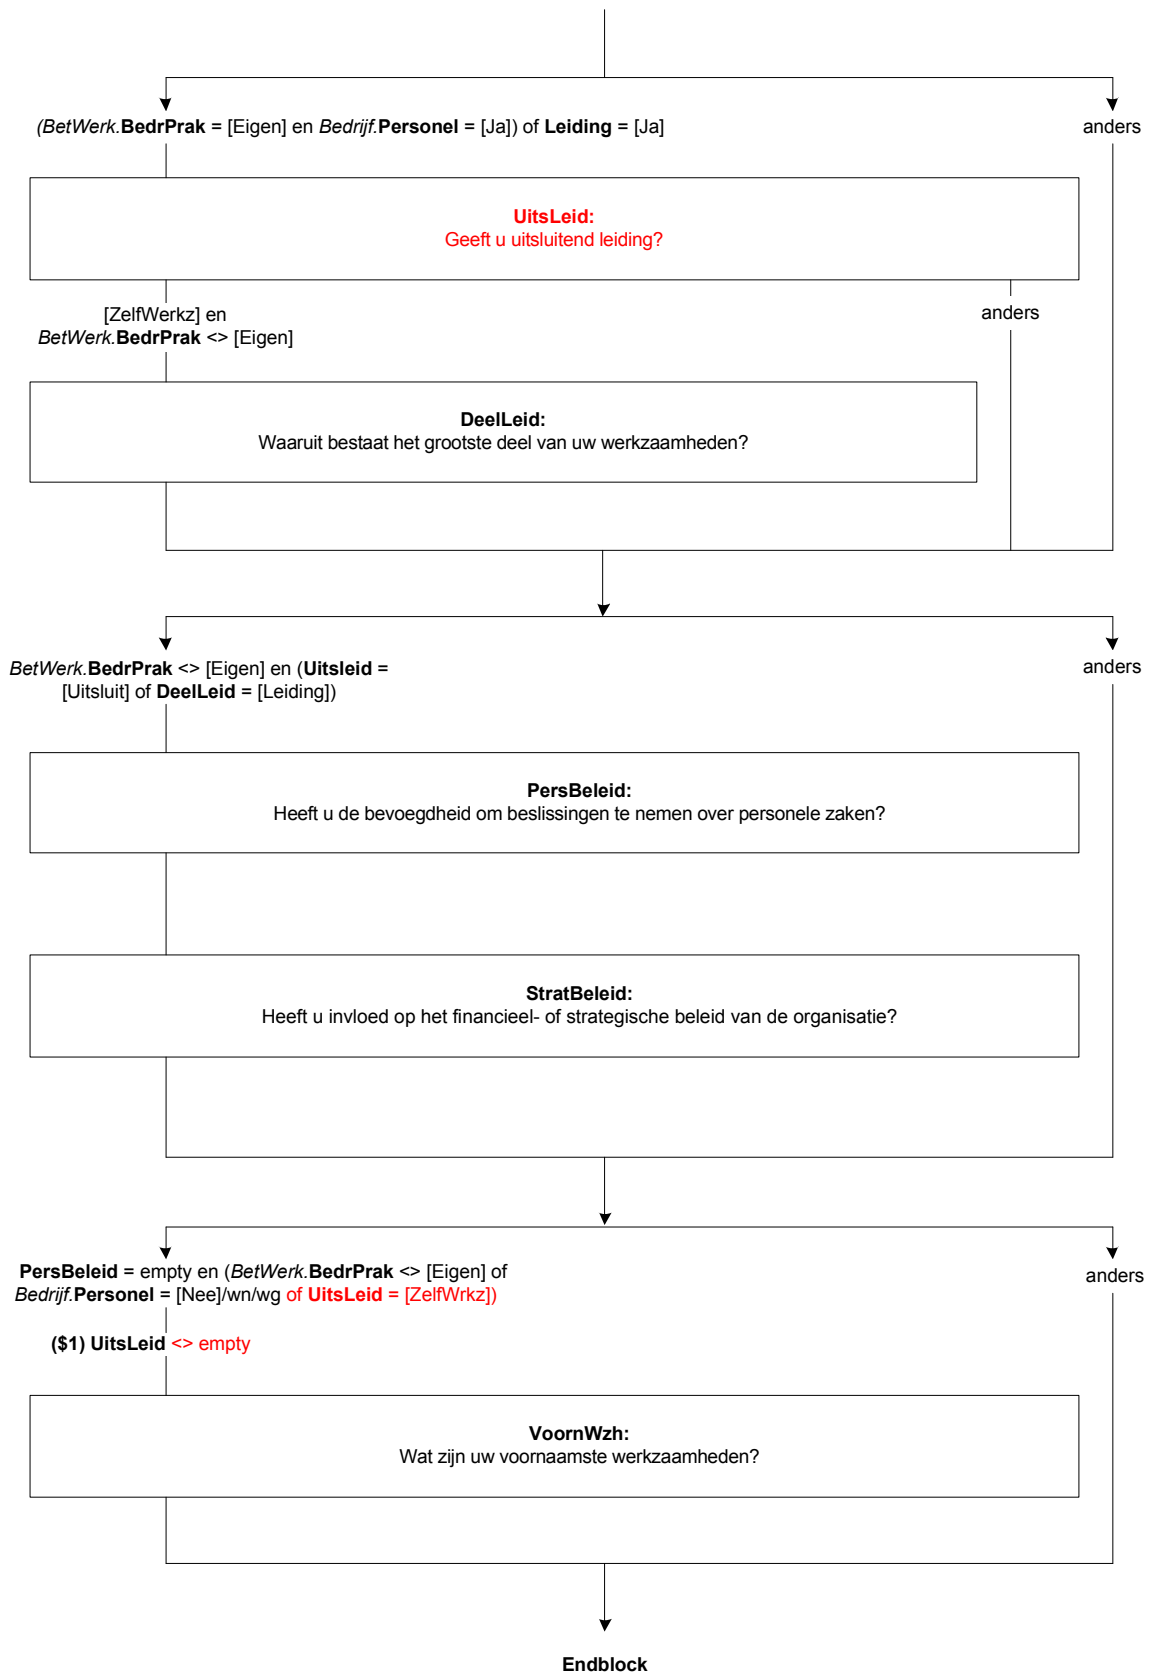 (BetWerk.BedrPrak = [Eigen] en Bedrijf.Personel = [Ja]) of Leiding = [Ja]
anders
UitsLeid:
Geeft u uitsluitend leiding?
[ZelfWerkz] en
BetWerk.BedrPrak <> [Eigen]
anders
DeelLeid:
Waaruit bestaat het grootste deel van uw werkzaamheden?
BetWerk.BedrPrak <> [Eigen] en (Uitsleid =
[Uitsluit] of DeelLeid = [Leiding])
anders
PersBeleid:
Heeft u de bevoegdheid om beslissingen te nemen over personele zaken?
StratBeleid:
Heeft u invloed op het financieel- of strategische beleid van de organisatie?
PersBeleid = empty en (BetWerk.BedrPrak <> [Eigen] of
Bedrijf.Personel = [Nee]/wn/wg of UitsLeid = [ZelfWrkz])
anders
($1) UitsLeid <> empty
VoornWzh:
Wat zijn uw voornaamste werkzaamheden?
Endblock